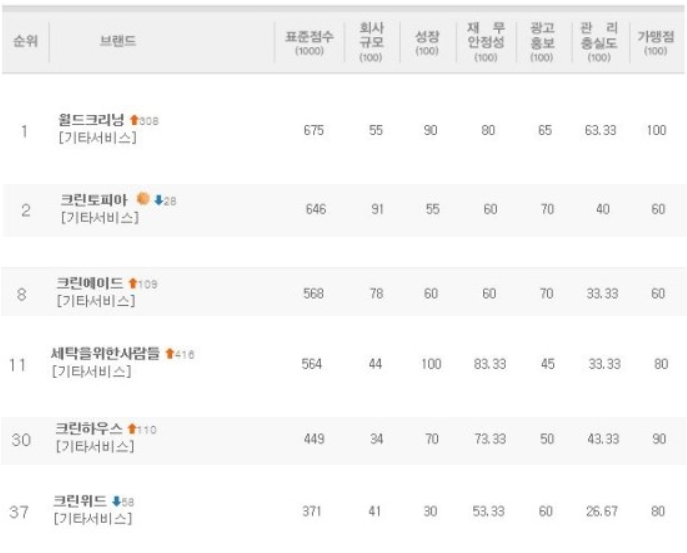 순위 브랜드 표준점수 (1000) 회사 규모 (100) 성장 (100) 재 무 안정성 (100) 광고 홍보 (100) 관 리 충실도 (100) 가맹점 (100)
1 월드크리닝 308 675 55 90 80 65 63.33 100
[기타서비스]
2 크린토피아 28 646 91 55 60 70 40 60
[기타서비스]
8 크린에이드 109 568 78 60 60 70 33.33 60
[기타서비스]
11 세탁을위한사람들 416 564 44 100 83.33 45 33.33 80
[기타서비스]
30 크린하우스 110 449 34 70 73.33 50 43.33 90
[기타서비스]
37 크린위드 58 371 41 30 53.33 60 26.67 80
[기타서비스]